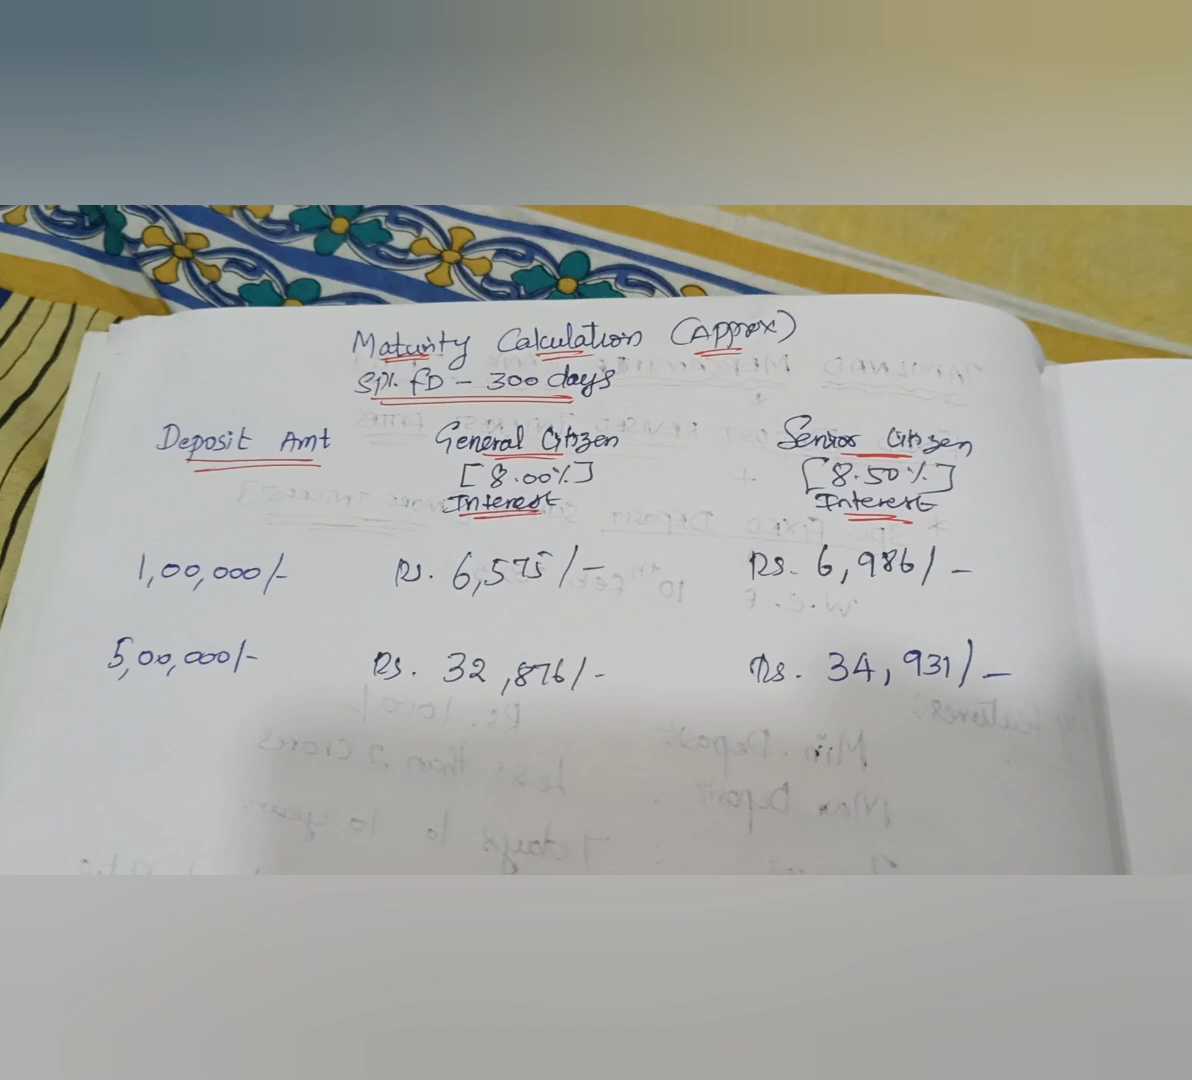 Maturity Calculation (Approx)
Spl. FD - 300 days
Deposit Amt General Citizen Senior Citizen
[8.00%] [8.50%]
Interest Interest
1,00,000/- Rs. 6,575/- Rs. 6,986/-
5,00,000/- Rs. 32,876/- Rs. 34,931/-